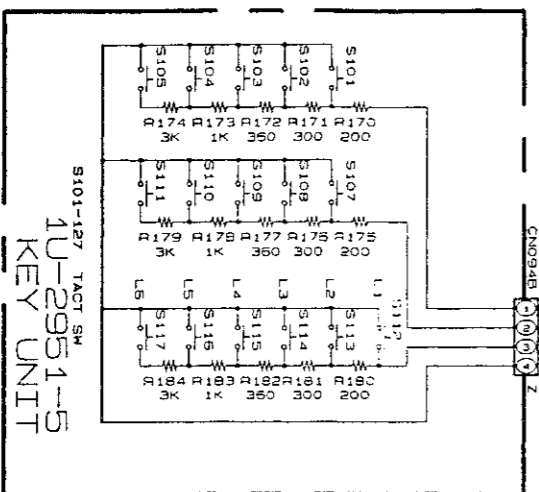 S105 S104 S103 S102 S101
R174 R173 R172 R171 R170
3K 1K 350 300 200
S111 S110 S109 S108 S107
R179 R178 R177 R176 R175
3K 1K 350 300 200
L6 L5 L4 L3 L2 L1
S117 S116 S115 S114 S113 S112
R184 R183 R182 R181 R180
3K 1K 350 300 200
CN094B
1
2
3
4
Z
S101-127 TACT SW
1U-2951-5
KEY UNIT